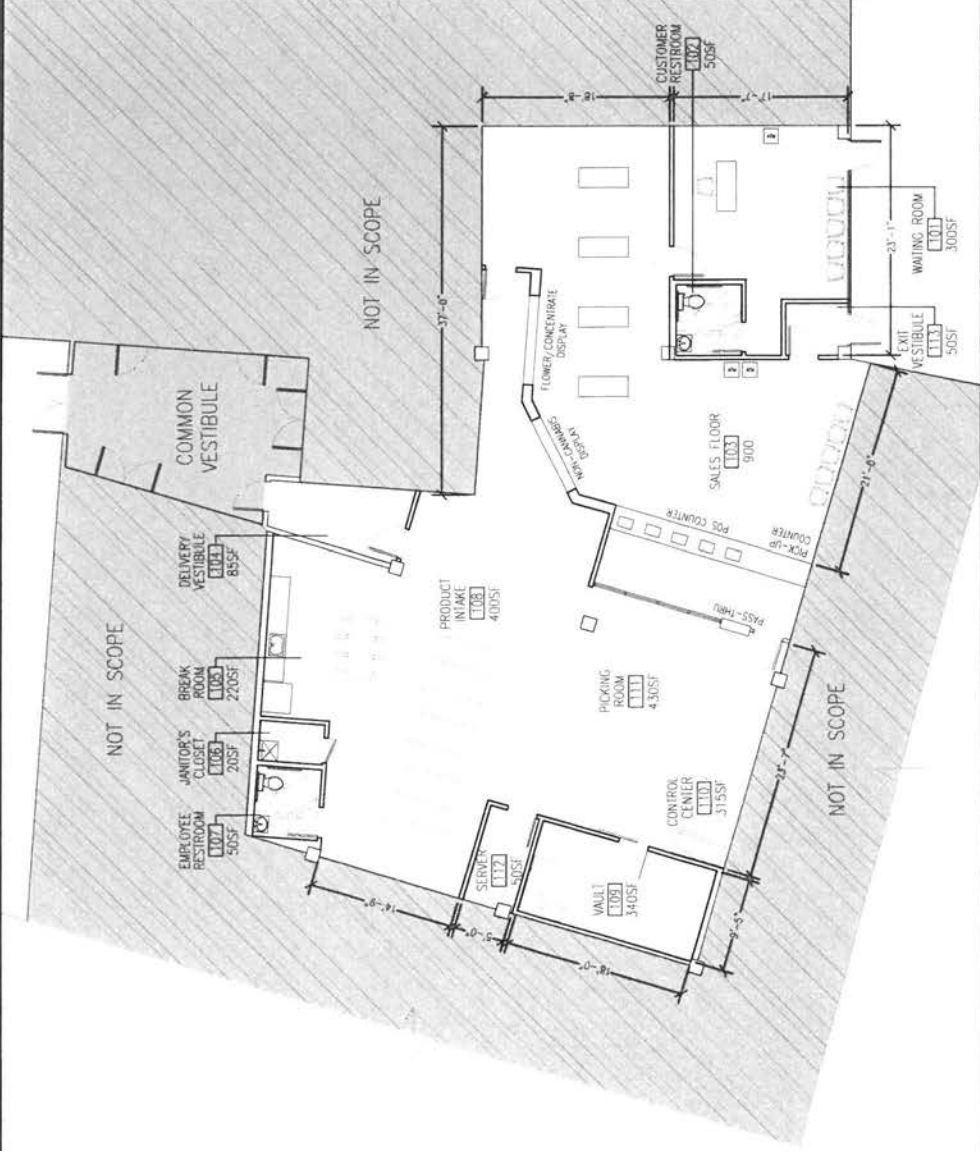 NOT IN SCOPE
COMMON
VESTIBULE
NOT IN SCOPE
37'-0"
DELIVERY
VESTIBULE
104
85SF
BREAK
ROOM
105
220SF
JANITOR'S
CLOSET
106
20SF
EMPLOYEE
RESTROOM
107
50SF
CUSTOMER
RESTROOM
102
50SF
16'-8"
17'-7"
FLOWER/CONCENTRATE
DISPLAY
NON-CANNABIS
DISPLAY
SALES FLOOR
103
900
POS COUNTER
PICK-UP
COUNTER
PRODUCT
INTAKE
108
400SF
PASS-THRU
PICKING
ROOM
111
430SF
CONTROL
CENTER
110
315SF
SERVER
112
50SF
VAULT
109
340SF
14'-9"
5'-0"
18'-0"
9'-5"
23'-7"
21'-0"
23'-1"
WAITING ROOM
101
300SF
EXIT
VESTIBULE
113
50SF
NOT IN SCOPE